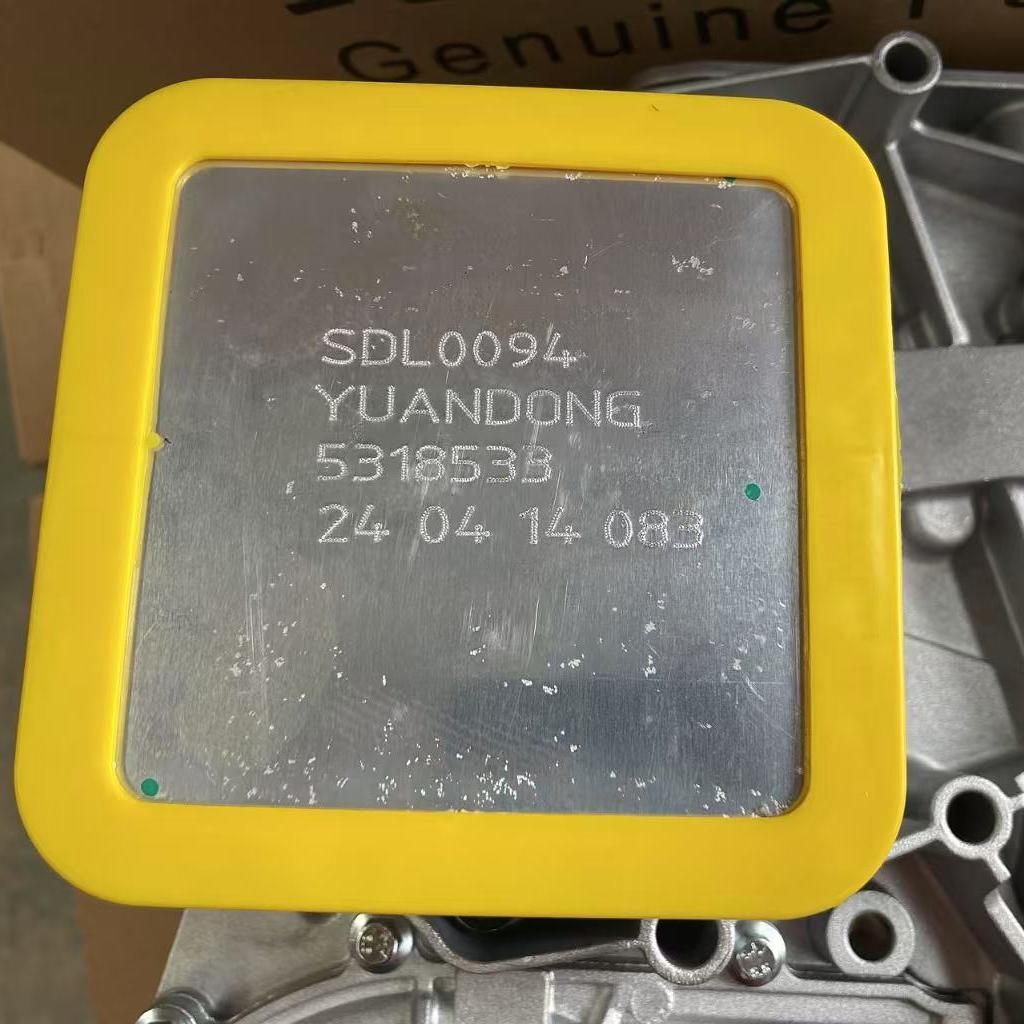 Genuine
SDL0094
YUANDONG
5318533
24 04 14 083